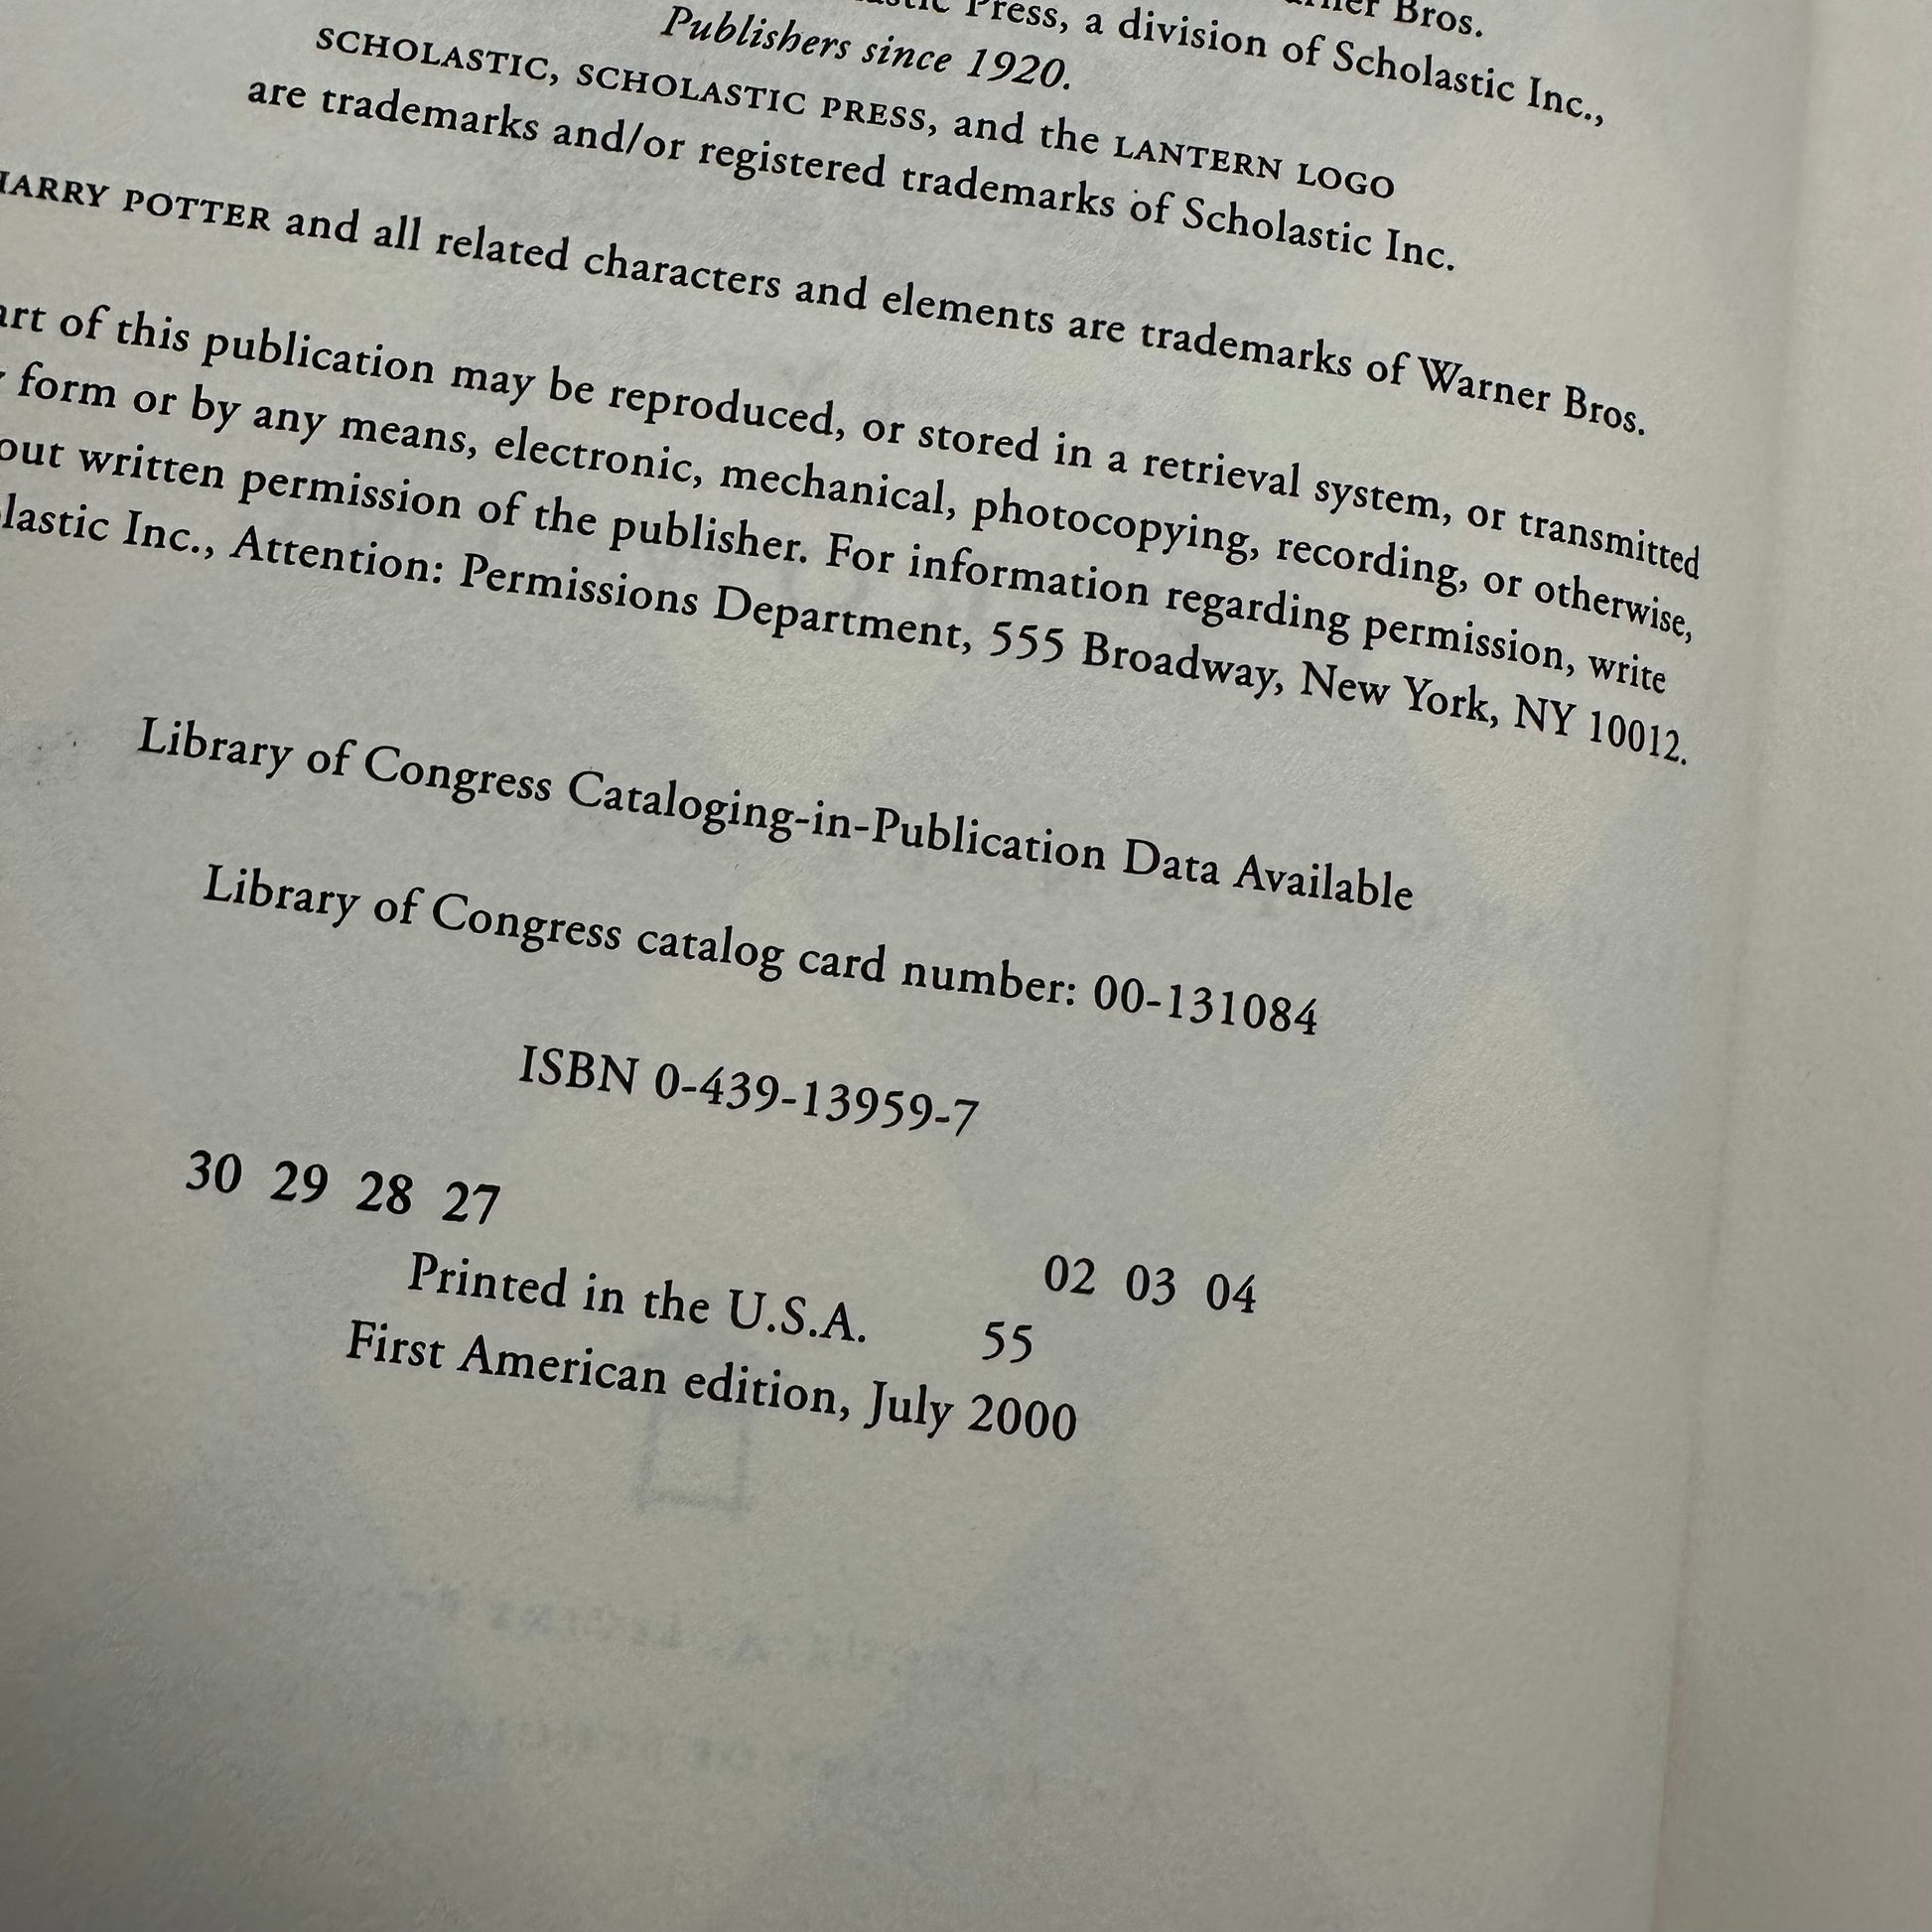 Bros.
Press, a division of Scholastic Inc.,
Publishers since 1920.
SCHOLASTIC, SCHOLASTIC PRESS, and the LANTERN LOGO
are trademarks and/or registered trademarks of Scholastic Inc.
HARRY POTTER and all related characters and elements are trademarks of Warner Bros.
of this publication may be reproduced, or stored in a retrieval system, or transmitted
form or by any means, electronic, mechanical, photocopying, recording, or otherwise,
written permission of the publisher. For information regarding permission, write
Inc., Attention: Permissions Department, 555 Broadway, New York, NY 10012.
Library of Congress Cataloging-in-Publication Data Available
Library of Congress catalog card number: 00-131084
ISBN 0-439-13959-7
30 29 28 27 02 03 04
Printed in the U.S.A. 55
First American edition, July 2000